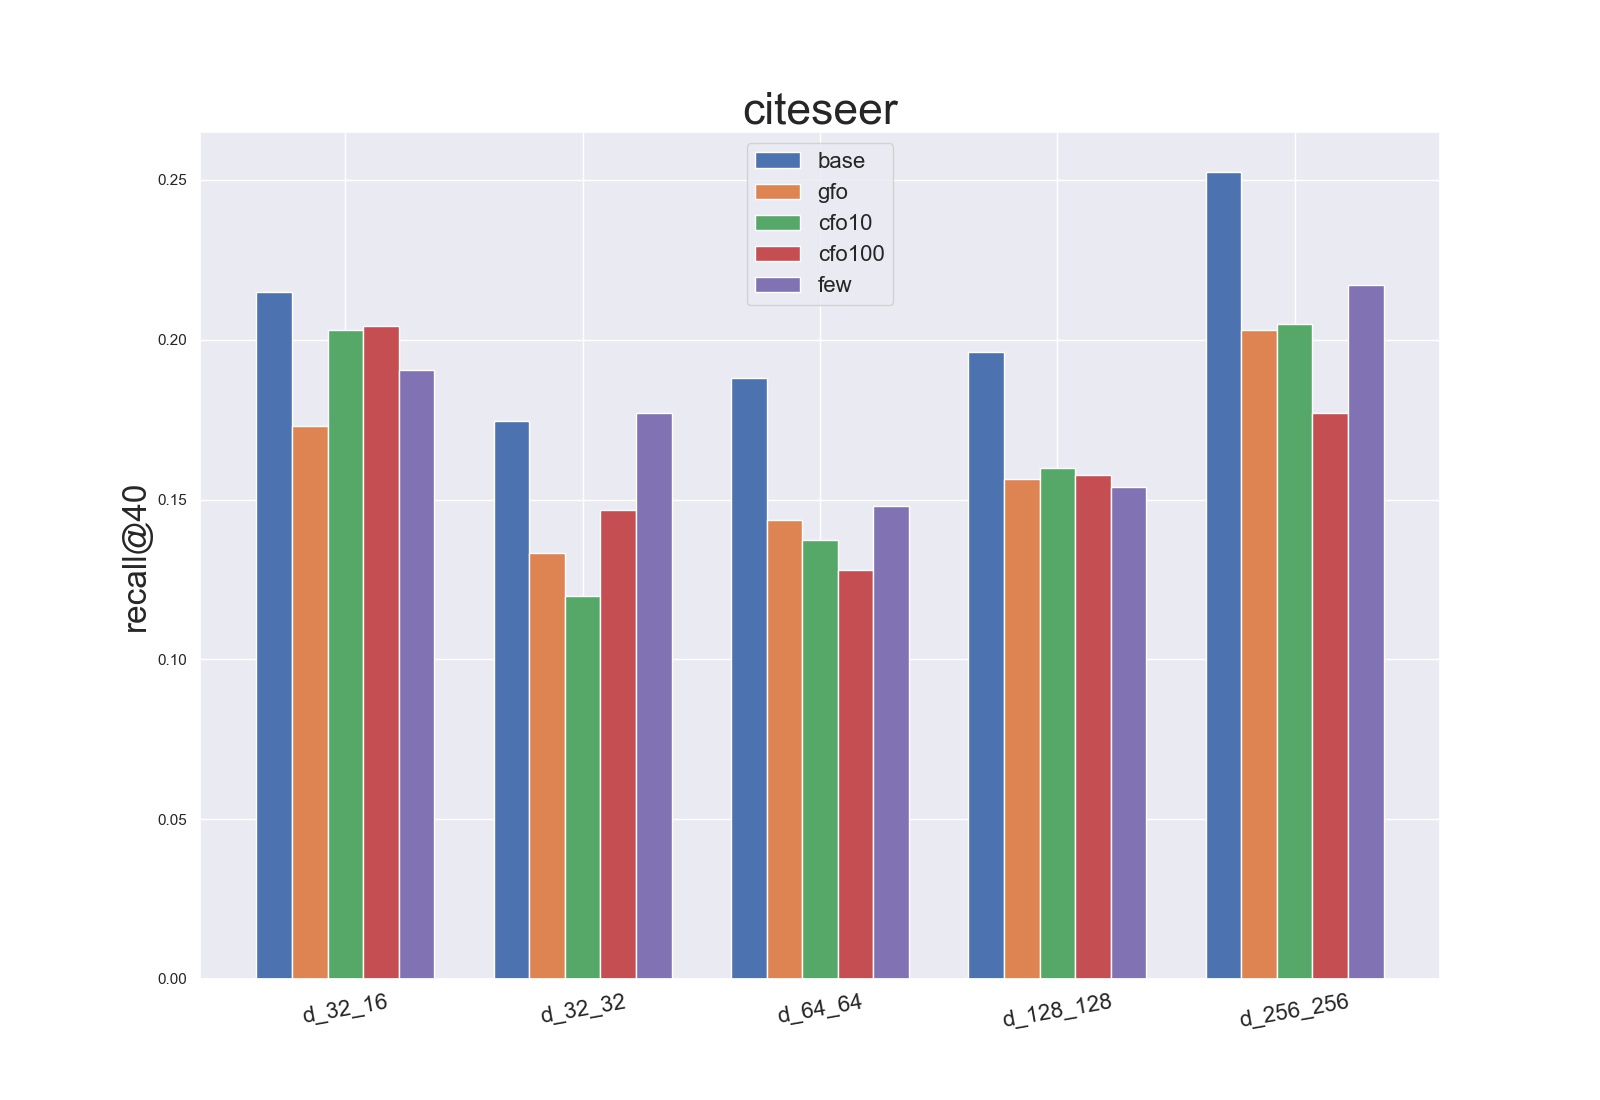 citeseer
base
gfo
cfo10
cfo100
few
recall@40
0.25
0.20
0.15
0.10
0.05
0.00
d_32_16
d_32_32
d_64_64
d_128_128
d_256_256